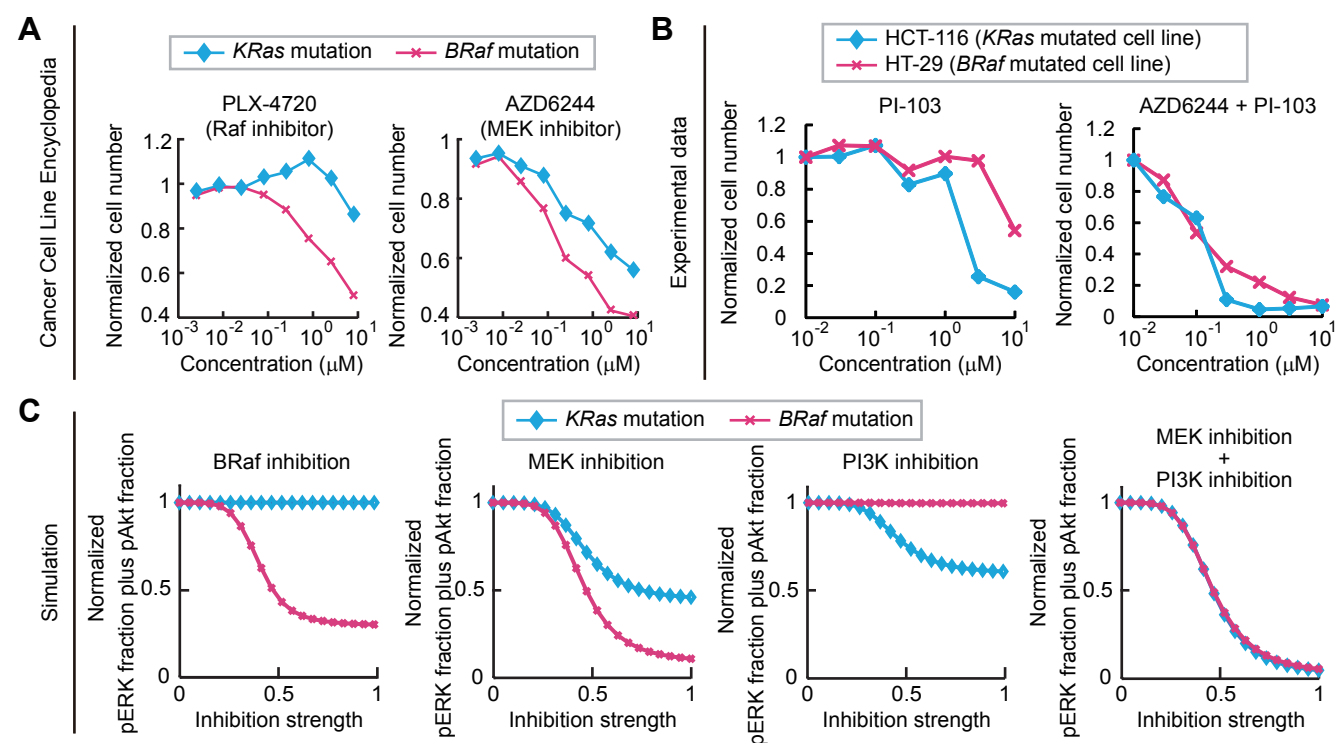 A
KRas mutation BRaf mutation
Cancer Cell Line Encyclopedia
PLX-4720
(Raf inhibitor)
Normalized cell number
1.2
1
0.8
0.6
0.4
10-3 10-2 10-1 100 101
Concentration (μM)
AZD6244
(MEK inhibitor)
Normalized cell number
1
0.8
0.6
0.4
10-3 10-2 10-1 100 101
Concentration (μM)
B
HCT-116 (KRas mutated cell line)
HT-29 (BRaf mutated cell line)
Experimental data
PI-103
Normalized cell number
1.2
1
0.8
0.6
0.4
0.2
0
10-2 10-1 100 101
Concentration (μM)
AZD6244 + PI-103
Normalized cell number
1.2
1
0.8
0.6
0.4
0.2
0
10-2 10-1 100 101
Concentration (μM)
C
KRas mutation BRaf mutation
Simulation
BRaf inhibition
Normalized
pERK fraction plus pAkt fraction
1
0.5
0
0 0.5 1
Inhibition strength
MEK inhibition
Normalized
pERK fraction plus pAkt fraction
1
0.5
0
0 0.5 1
Inhibition strength
PI3K inhibition
Normalized
pERK fraction plus pAkt fraction
1
0.5
0
0 0.5 1
Inhibition strength
MEK inhibition
+
PI3K inhibition
Normalized
pERK fraction plus pAkt fraction
1
0.5
0
0 0.5 1
Inhibition strength